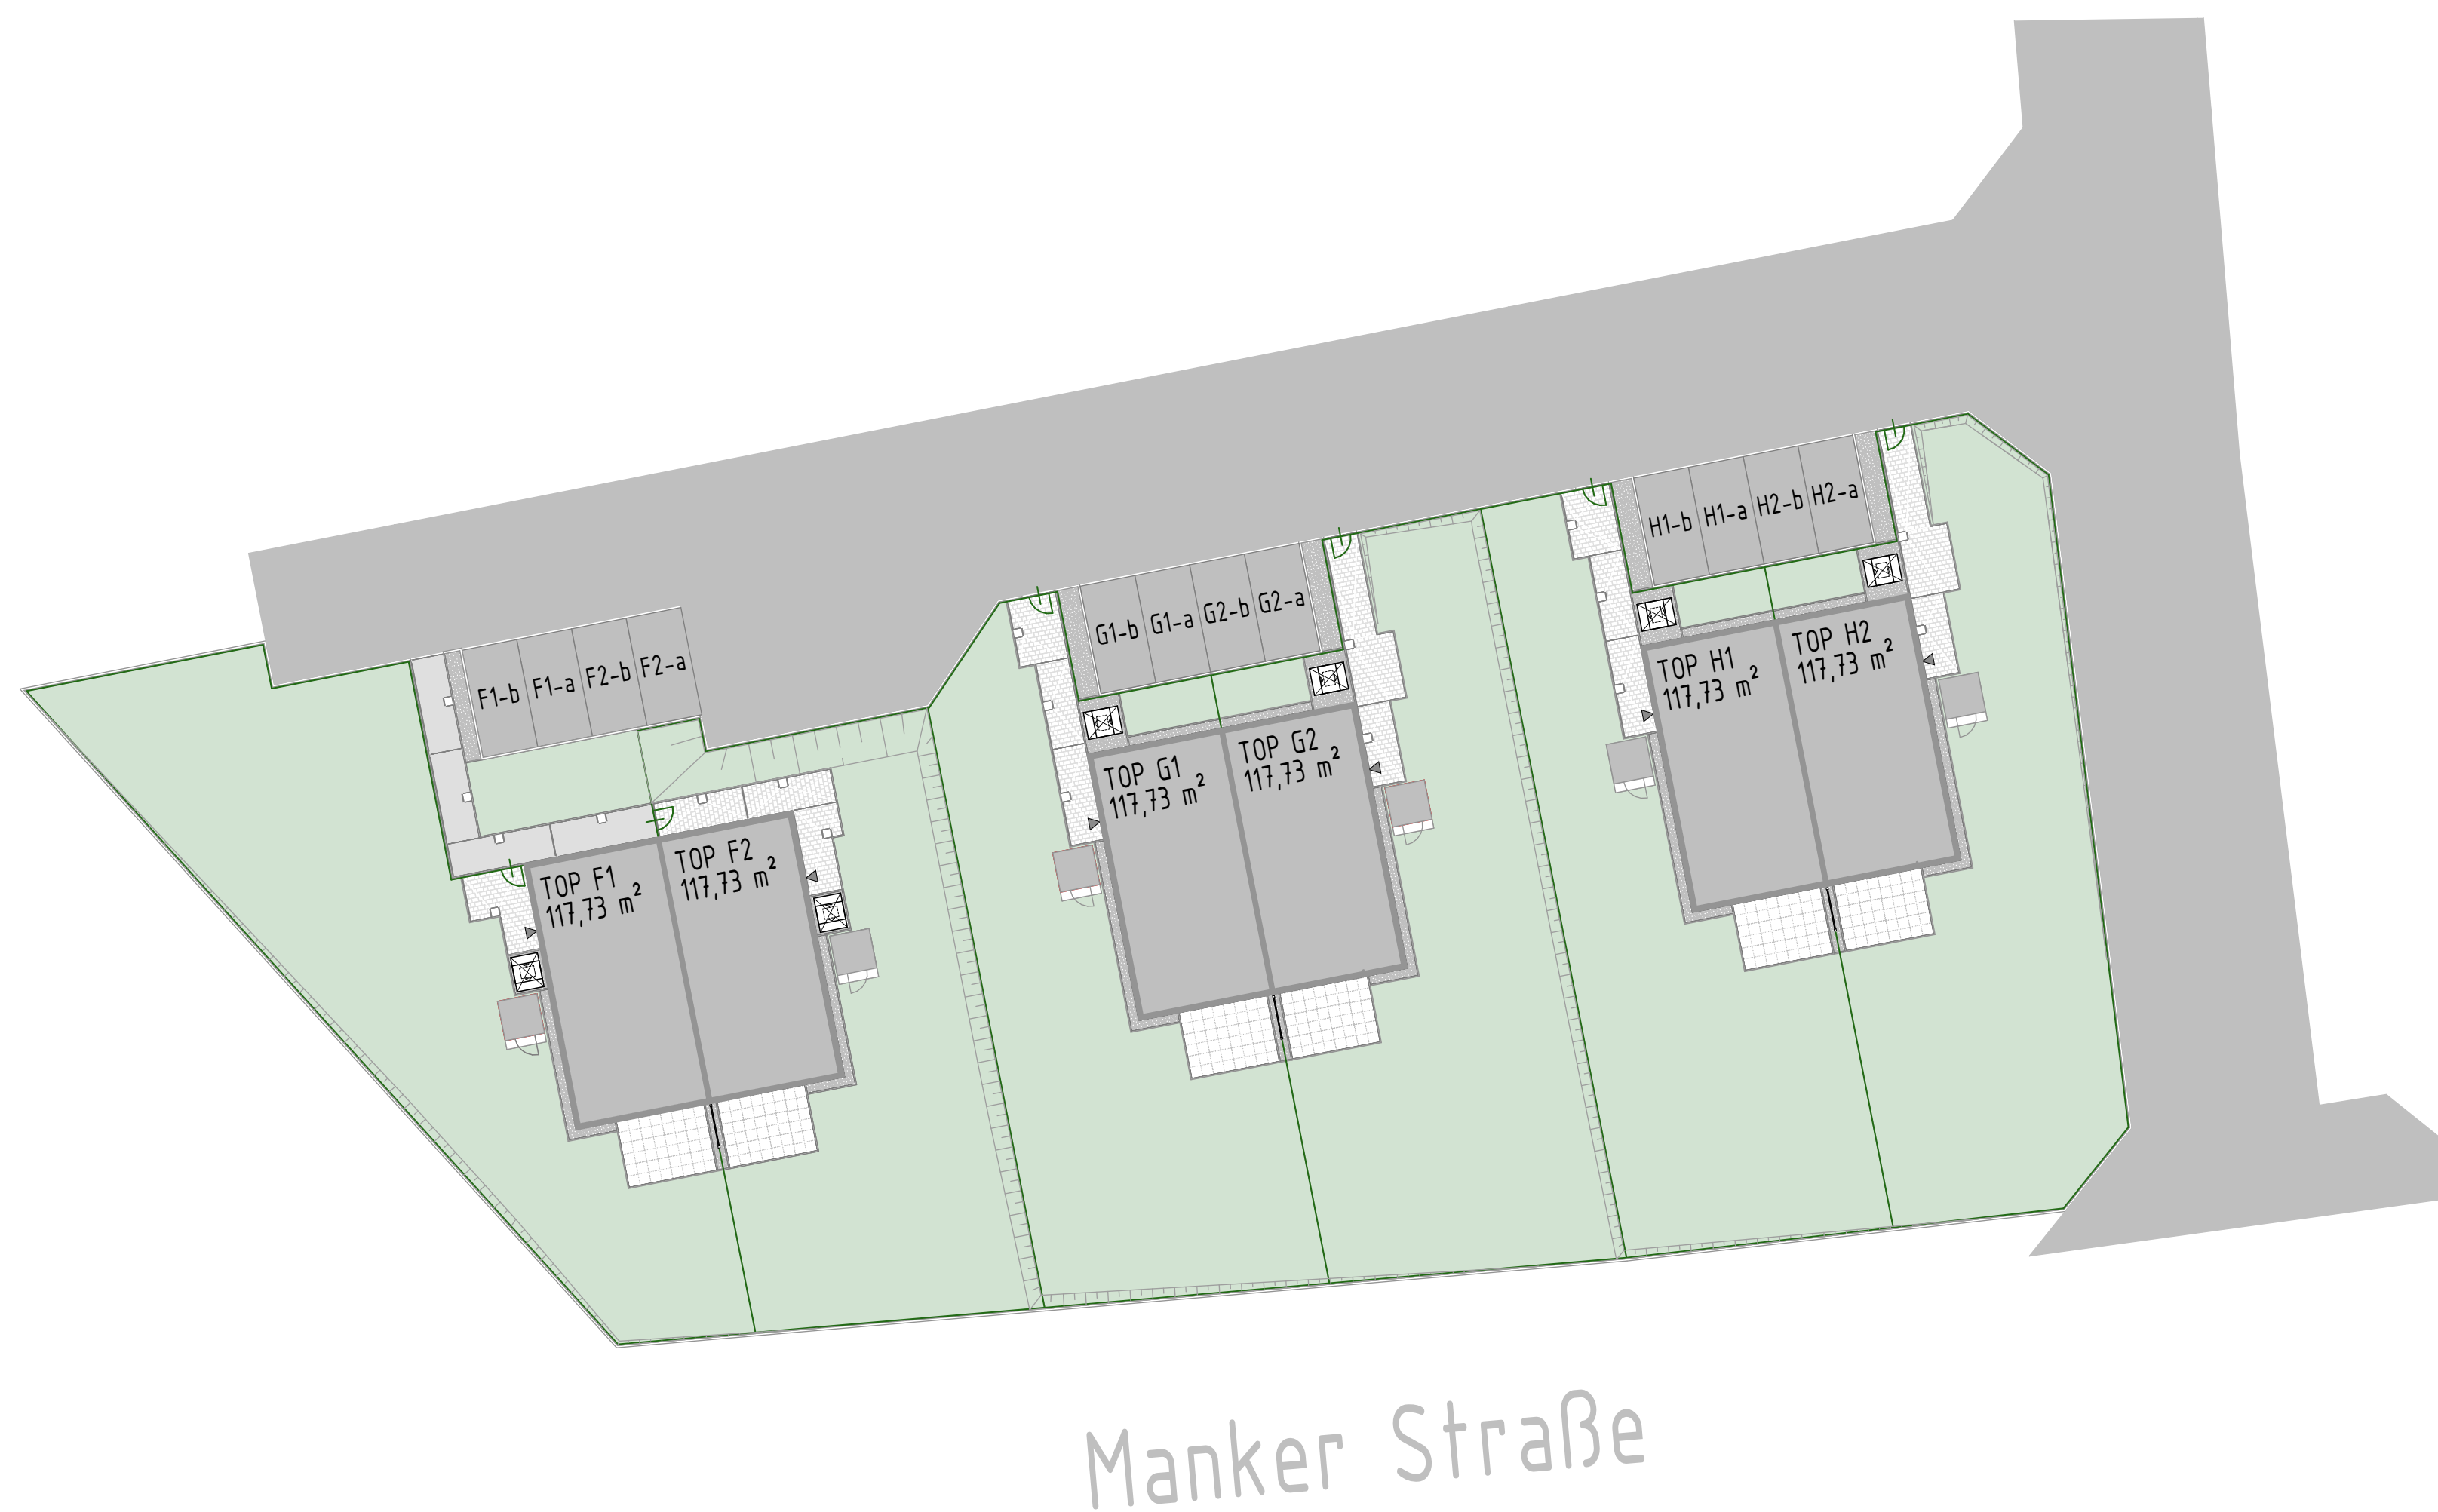 H1-b
H1-a
H2-b
H2-a
G1-b
G1-a
G2-b
G2-a
F1-b
F1-a
F2-b
F2-a
TOP H1
117,73 m²
TOP H2
117,73 m²
TOP G1
117,73 m²
TOP G2
117,73 m²
TOP F1
117,73 m²
TOP F2
117,73 m²
Manker Straße